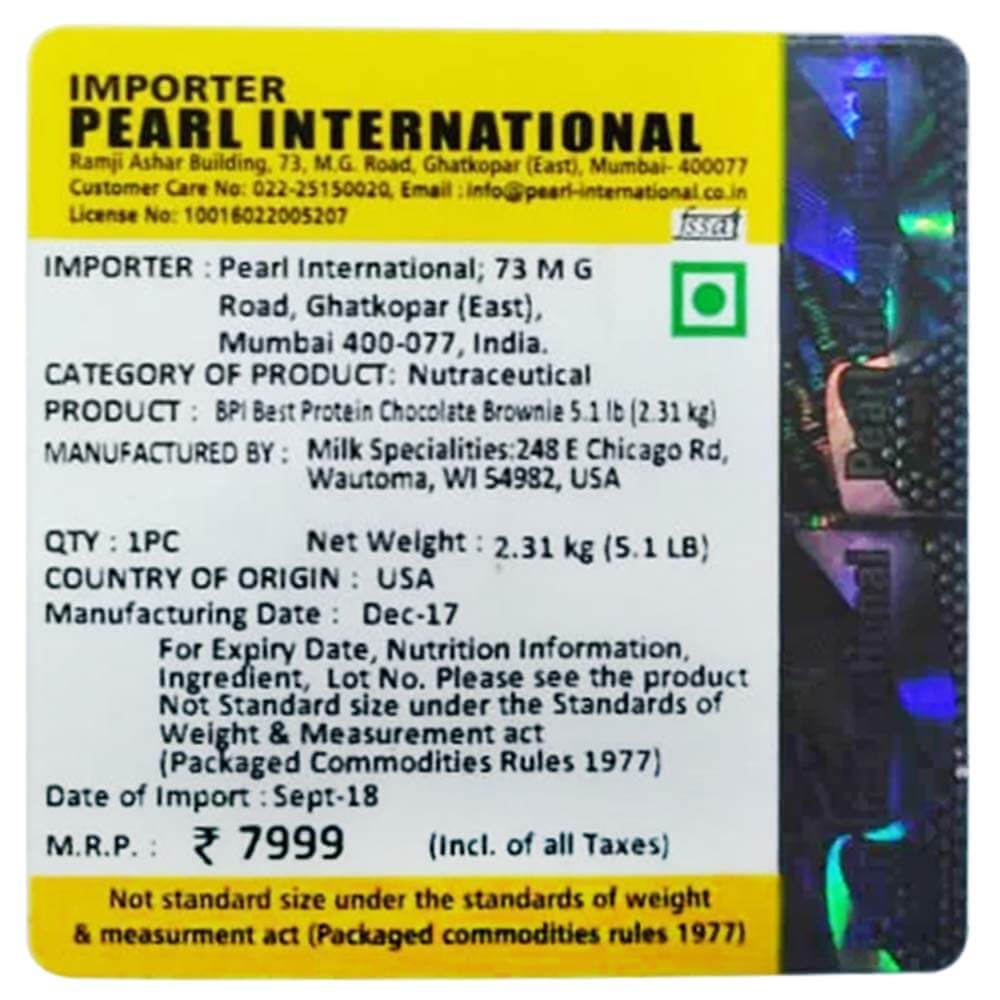 IMPORTER
PEARL INTERNATIONAL
Ramji Ashar Building, 73, M.G. Road, Ghatkopar (East), Mumbai- 400077
Customer Care No: 022-25150020, Email : info@pearl-international.co.in
License No: 10016022005207
fssai
IMPORTER : Pearl International; 73 M G
Road, Ghatkopar (East),
Mumbai 400-077, India.
CATEGORY OF PRODUCT: Nutraceutical
PRODUCT : BPI Best Protein Chocolate Brownie 5.1 lb (2.31 kg)
MANUFACTURED BY : Milk Specialities:248 E Chicago Rd,
Wautoma, WI 54982, USA
QTY : 1PC Net Weight : 2.31 kg (5.1 LB)
COUNTRY OF ORIGIN : USA
Manufacturing Date : Dec-17
For Expiry Date, Nutrition Information,
Ingredient, Lot No. Please see the product
Not Standard size under the Standards of
Weight & Measurement act
(Packaged Commodities Rules 1977)
Date of Import : Sept-18
M.R.P. : ₹ 7999 (Incl. of all Taxes)
Not standard size under the standards of weight
& measurment act (Packaged commodities rules 1977)